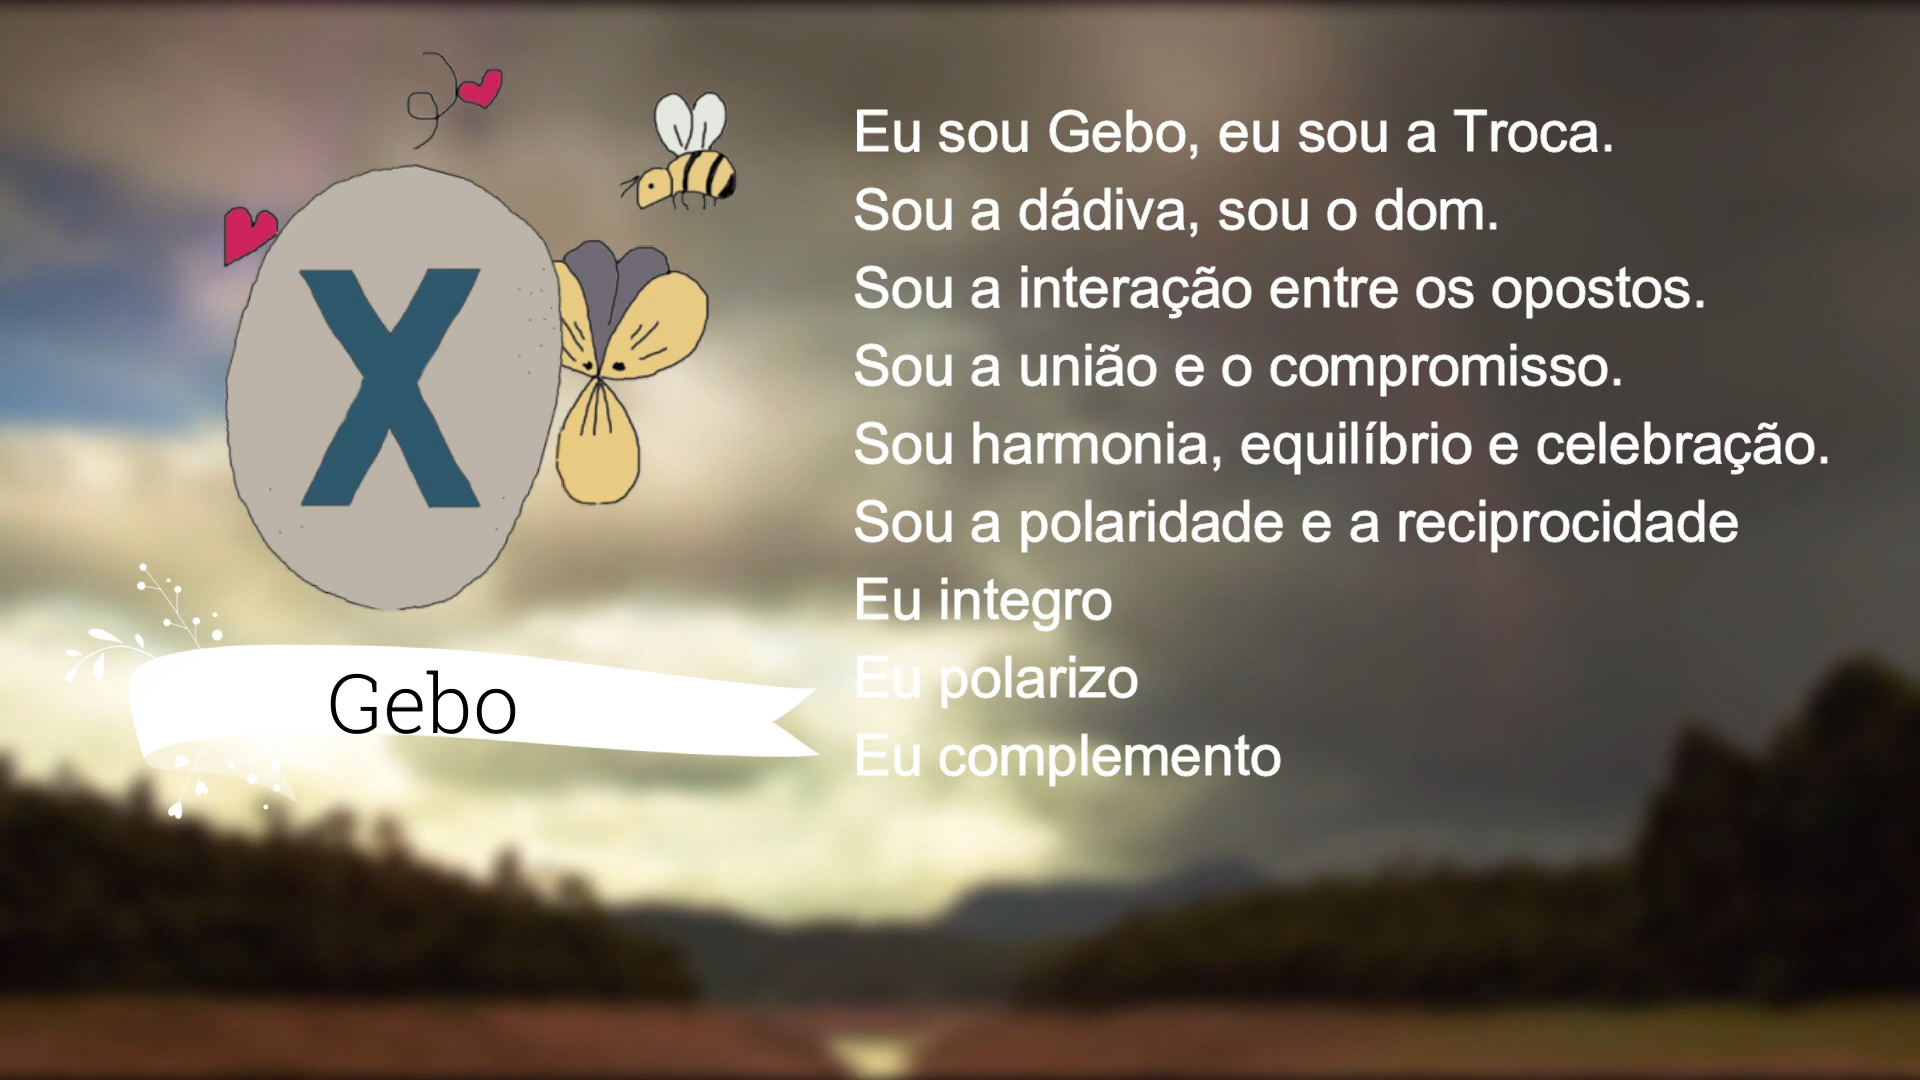 X
Gebo
Eu sou Gebo, eu sou a Troca.
Sou a dádiva, sou o dom.
Sou a interação entre os opostos.
Sou a união e o compromisso.
Sou harmonia, equilíbrio e celebração.
Sou a polaridade e a reciprocidade
Eu integro
Eu polarizo
Eu complemento